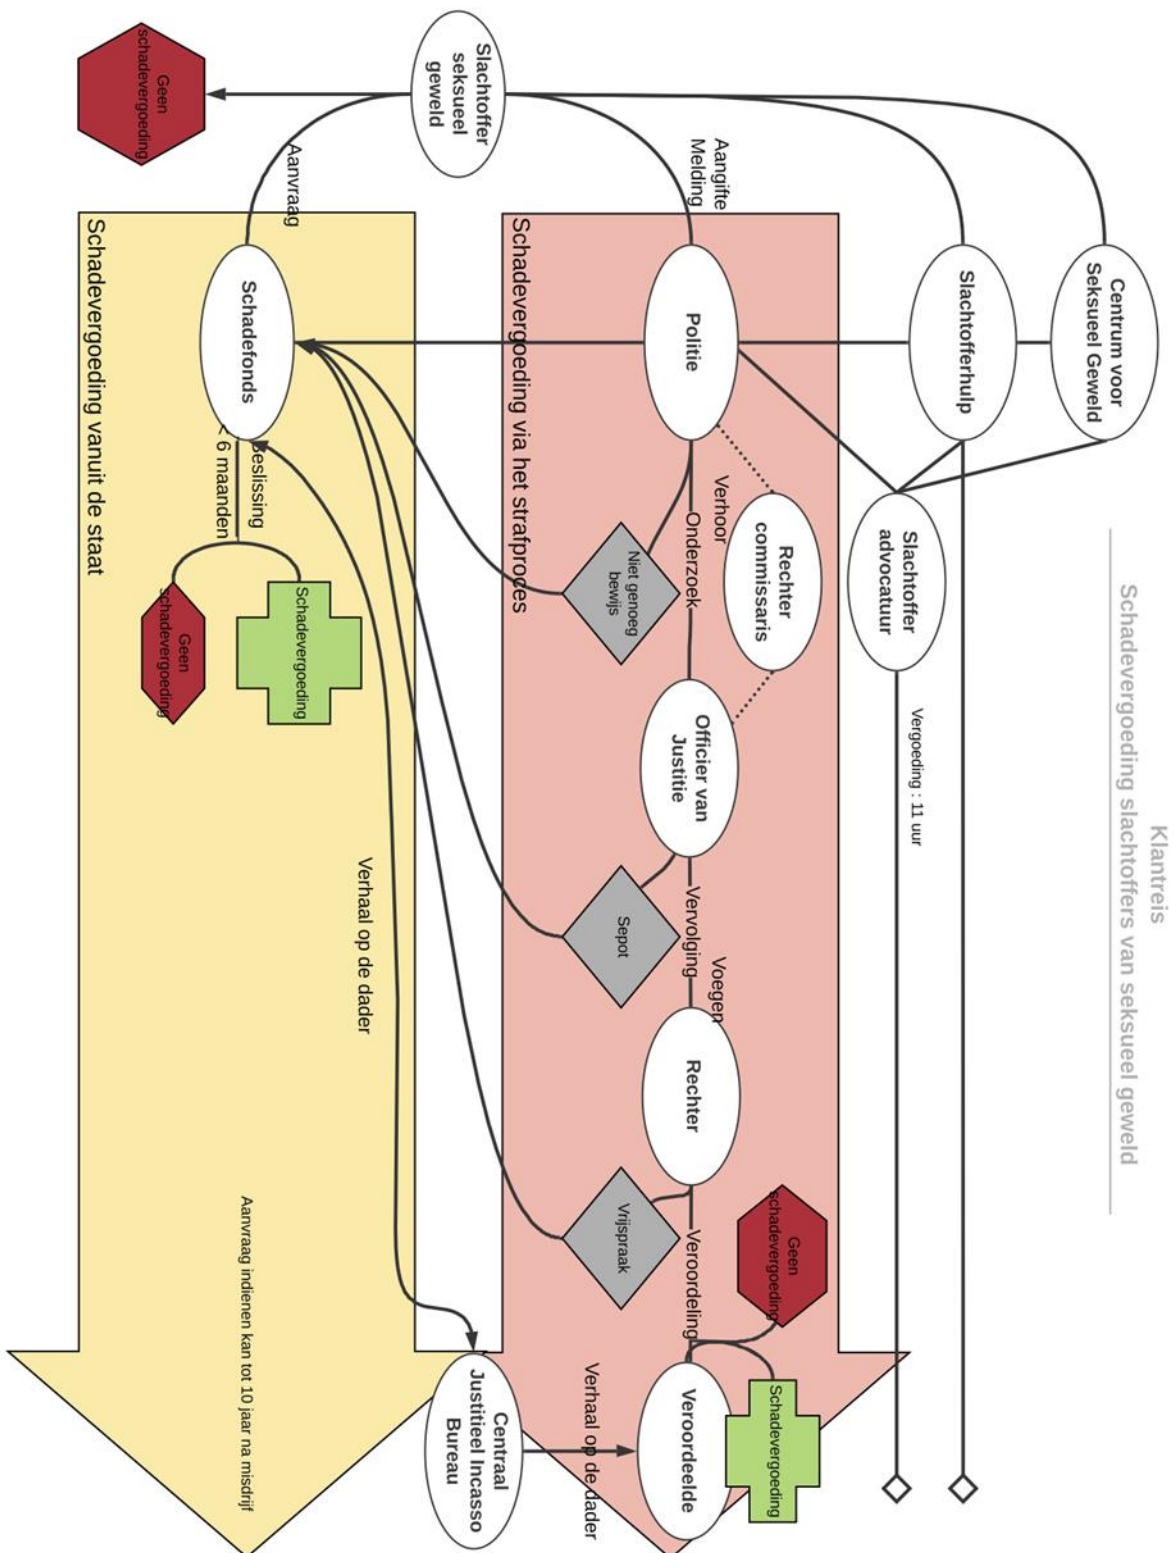 Klantreis
Schadevergoeding slachtoffers van seksueel geweld
Centrum voor
Seksueel Geweld
Slachtofferhulp
Slachtoffer
advocatuur
Vergoeding : 11 uur
Slachtoffer
seksueel
geweld
Aangifte
Melding
Politie
Verhoor
Rechter
commissaris
Onderzoek
Niet genoeg
bewijs
Officier van
Justitie
Vervolging
Voegen
Sepot
Rechter
Vrijspraak
Veroordeling
Geen
schadevergoeding
Schadevergoeding
Veroordeelde
Verhaal op de dader
Schadevergoeding via het strafproces
Centraal
Justitieel Incasso
Bureau
Geen
schadevergoeding
Aanvraag
Schadefonds
Beslissing
< 6 maanden
Schadevergoeding
Geen
schadevergoeding
Verhaal op de dader
Aanvraag indienen kan tot 10 jaar na misdrijf
Schadevergoeding vanuit de staat